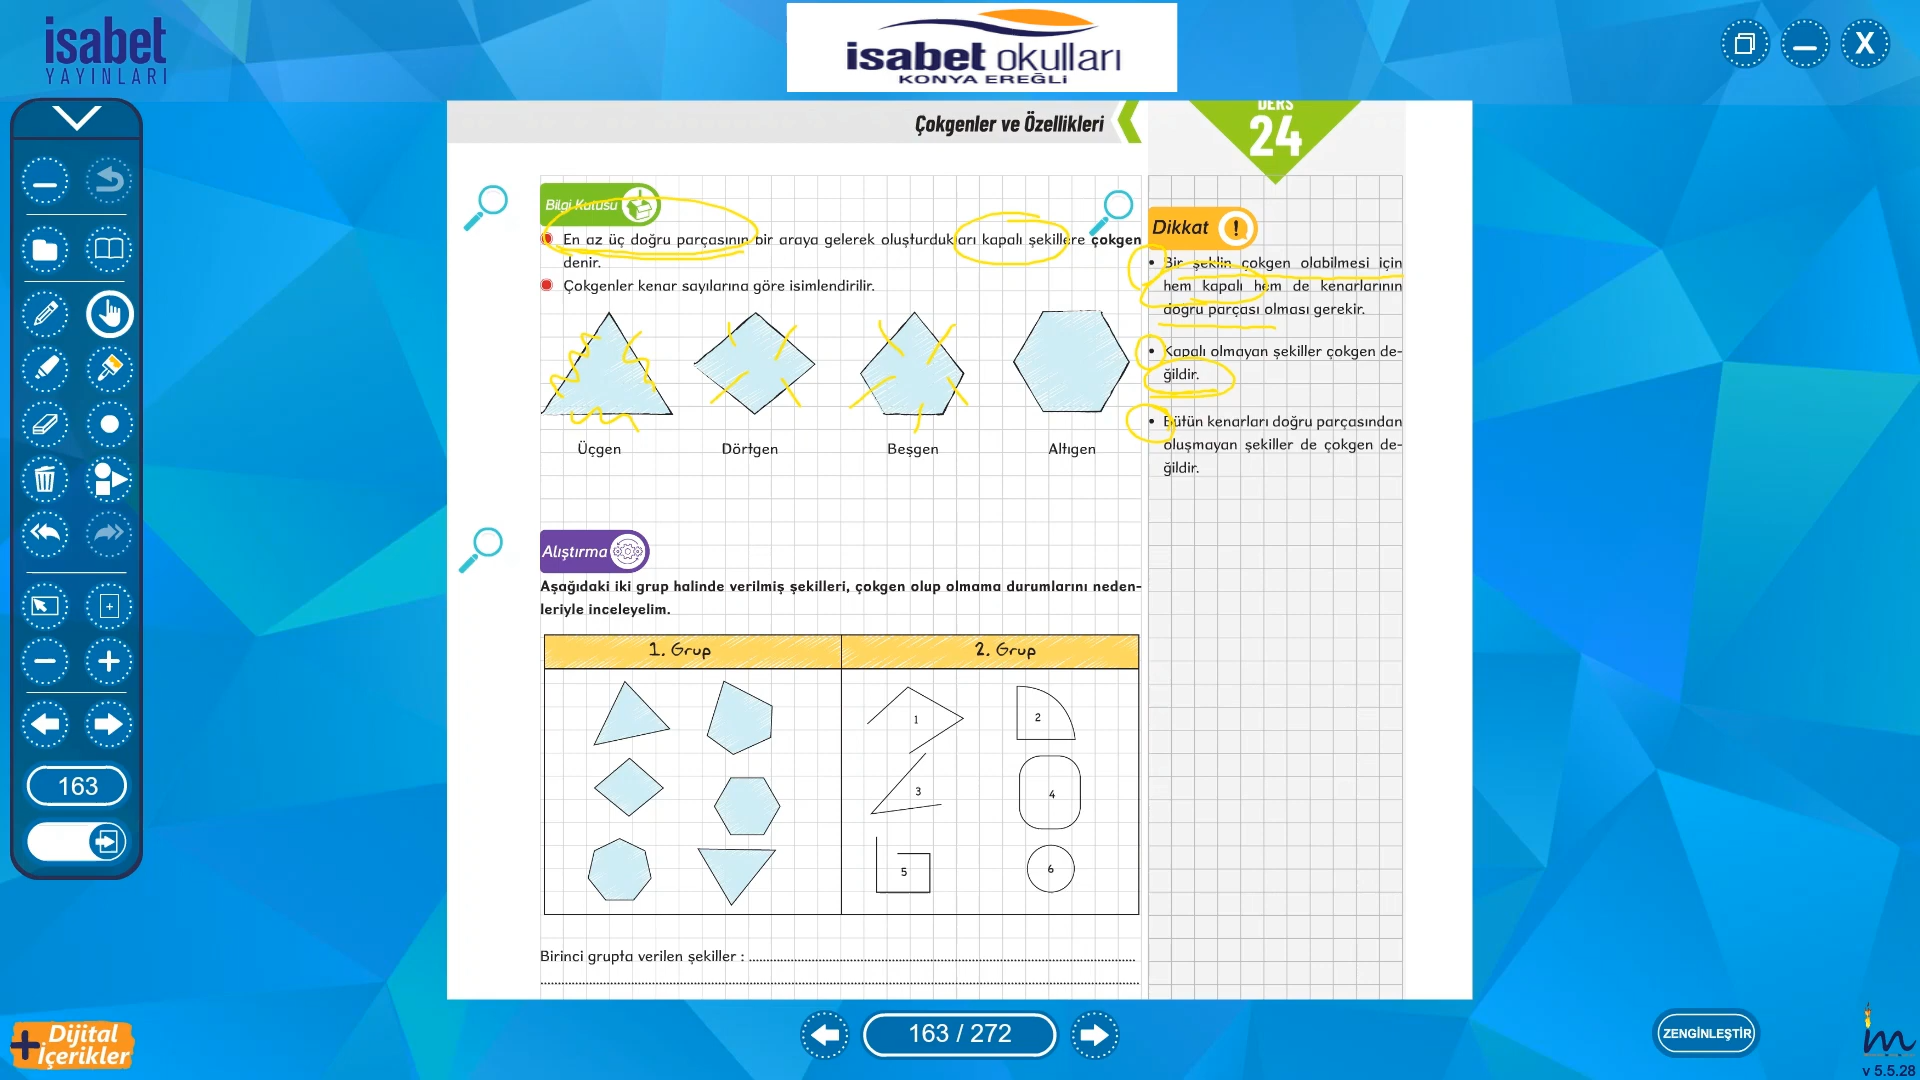 isabet
YAYINLARI
isabet okulları
KONYA EREĞLİ
X
Çokgenler ve Özellikleri
DERS
24
Bilgi Kutusu
En az üç doğru parçasının bir araya gelerek oluşturdukları kapalı şekillere çokgen
denir.
Çokgenler kenar sayılarına göre isimlendirilir.
Üçgen
Dörtgen
Beşgen
Altıgen
Dikkat !
• Bir şeklin çokgen olabilmesi için
hem kapalı hem de kenarlarının
doğru parçası olması gerekir.
• Kapalı olmayan şekiller çokgen de-
ğildir.
• Bütün kenarları doğru parçasından
oluşmayan şekiller de çokgen de-
ğildir.
Alıştırma
Aşağıdaki iki grup halinde verilmiş şekilleri, çokgen olup olmama durumlarını neden-
leriyle inceleyelim.
1. Grup
2. Grup
1
2
3
4
5
6
Birinci grupta verilen şekiller :
163
163 / 272
+ Dijital
İçerikler
ZENGİNLEŞTİR
v 5.5.28